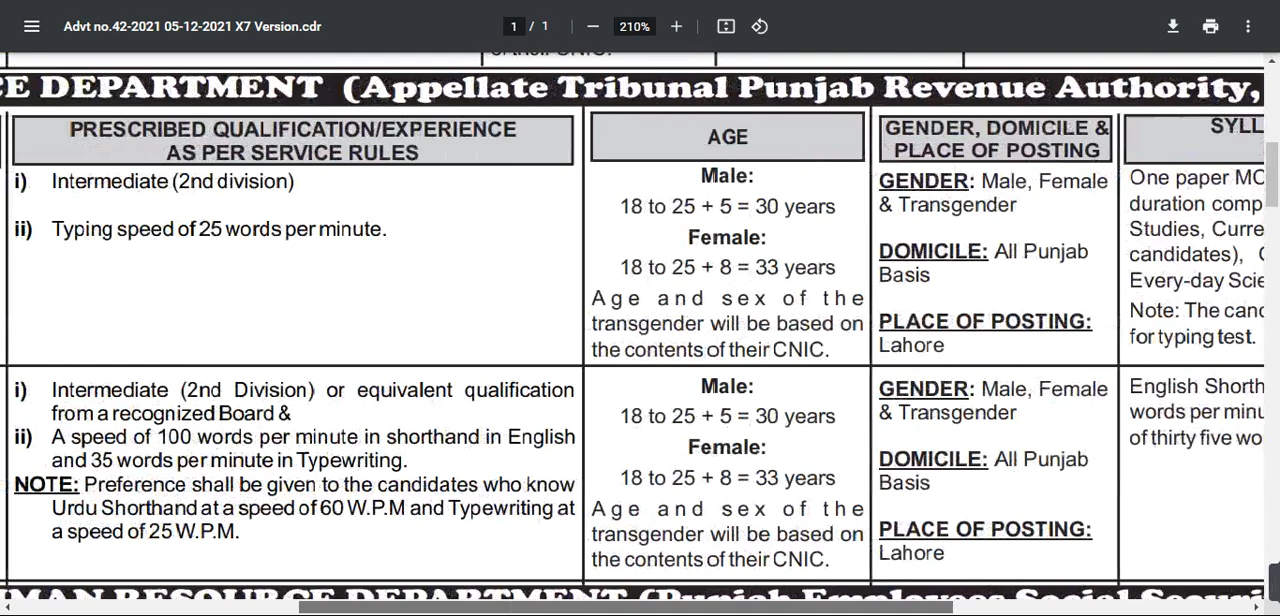 Advt no.42-2021 05-12-2021 X7 Version.cdr
1 / 1
210%
DEPARTMENT (Appellate Tribunal Punjab Revenue Authority,
PRESCRIBED QUALIFICATION/EXPERIENCE
AS PER SERVICE RULES
AGE
GENDER, DOMICILE &
PLACE OF POSTING
i) Intermediate (2nd division)
ii) Typing speed of 25 words per minute.
Male:
18 to 25 + 5 = 30 years
Female:
18 to 25 + 8 = 33 years
Age and sex of the
transgender will be based on
the contents of their CNIC.
GENDER: Male, Female
& Transgender
DOMICILE: All Punjab
Basis
PLACE OF POSTING:
Lahore
One paper MC
duration comp
Studies, Curre
candidates),
Every-day Scie
Note: The canc
for typing test.
i) Intermediate (2nd Division) or equivalent qualification
from a recognized Board &
ii) A speed of 100 words per minute in shorthand in English
and 35 words per minute in Typewriting.
NOTE: Preference shall be given to the candidates who know
Urdu Shorthand at a speed of 60 W.P.M and Typewriting at
a speed of 25 W.P.M.
Male:
18 to 25 + 5 = 30 years
Female:
18 to 25 + 8 = 33 years
Age and sex of the
transgender will be based on
the contents of their CNIC.
GENDER: Male, Female
& Transgender
DOMICILE: All Punjab
Basis
PLACE OF POSTING:
Lahore
English Shorth
words per minu
of thirty five wo
RESOURCE DEPARTMENT (Punjab Employees Social Securi